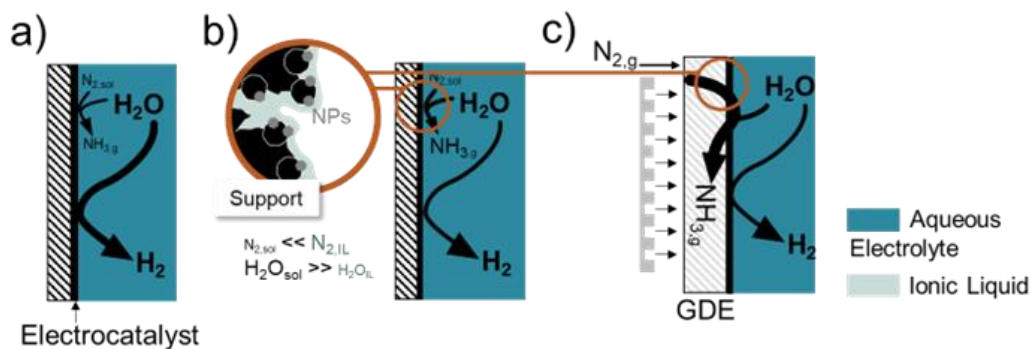 a)
N2,sol
H2O
NH3,g
H2
Electrocatalyst
b)
NPs
Support
N2,sol << N2,IL
H2Osol >> H2OIL
N2,sol
H2O
NH3,g
H2
c)
N2,g
H2O
NH3,g
H2
GDE
Aqueous
Electrolyte
Ionic Liquid